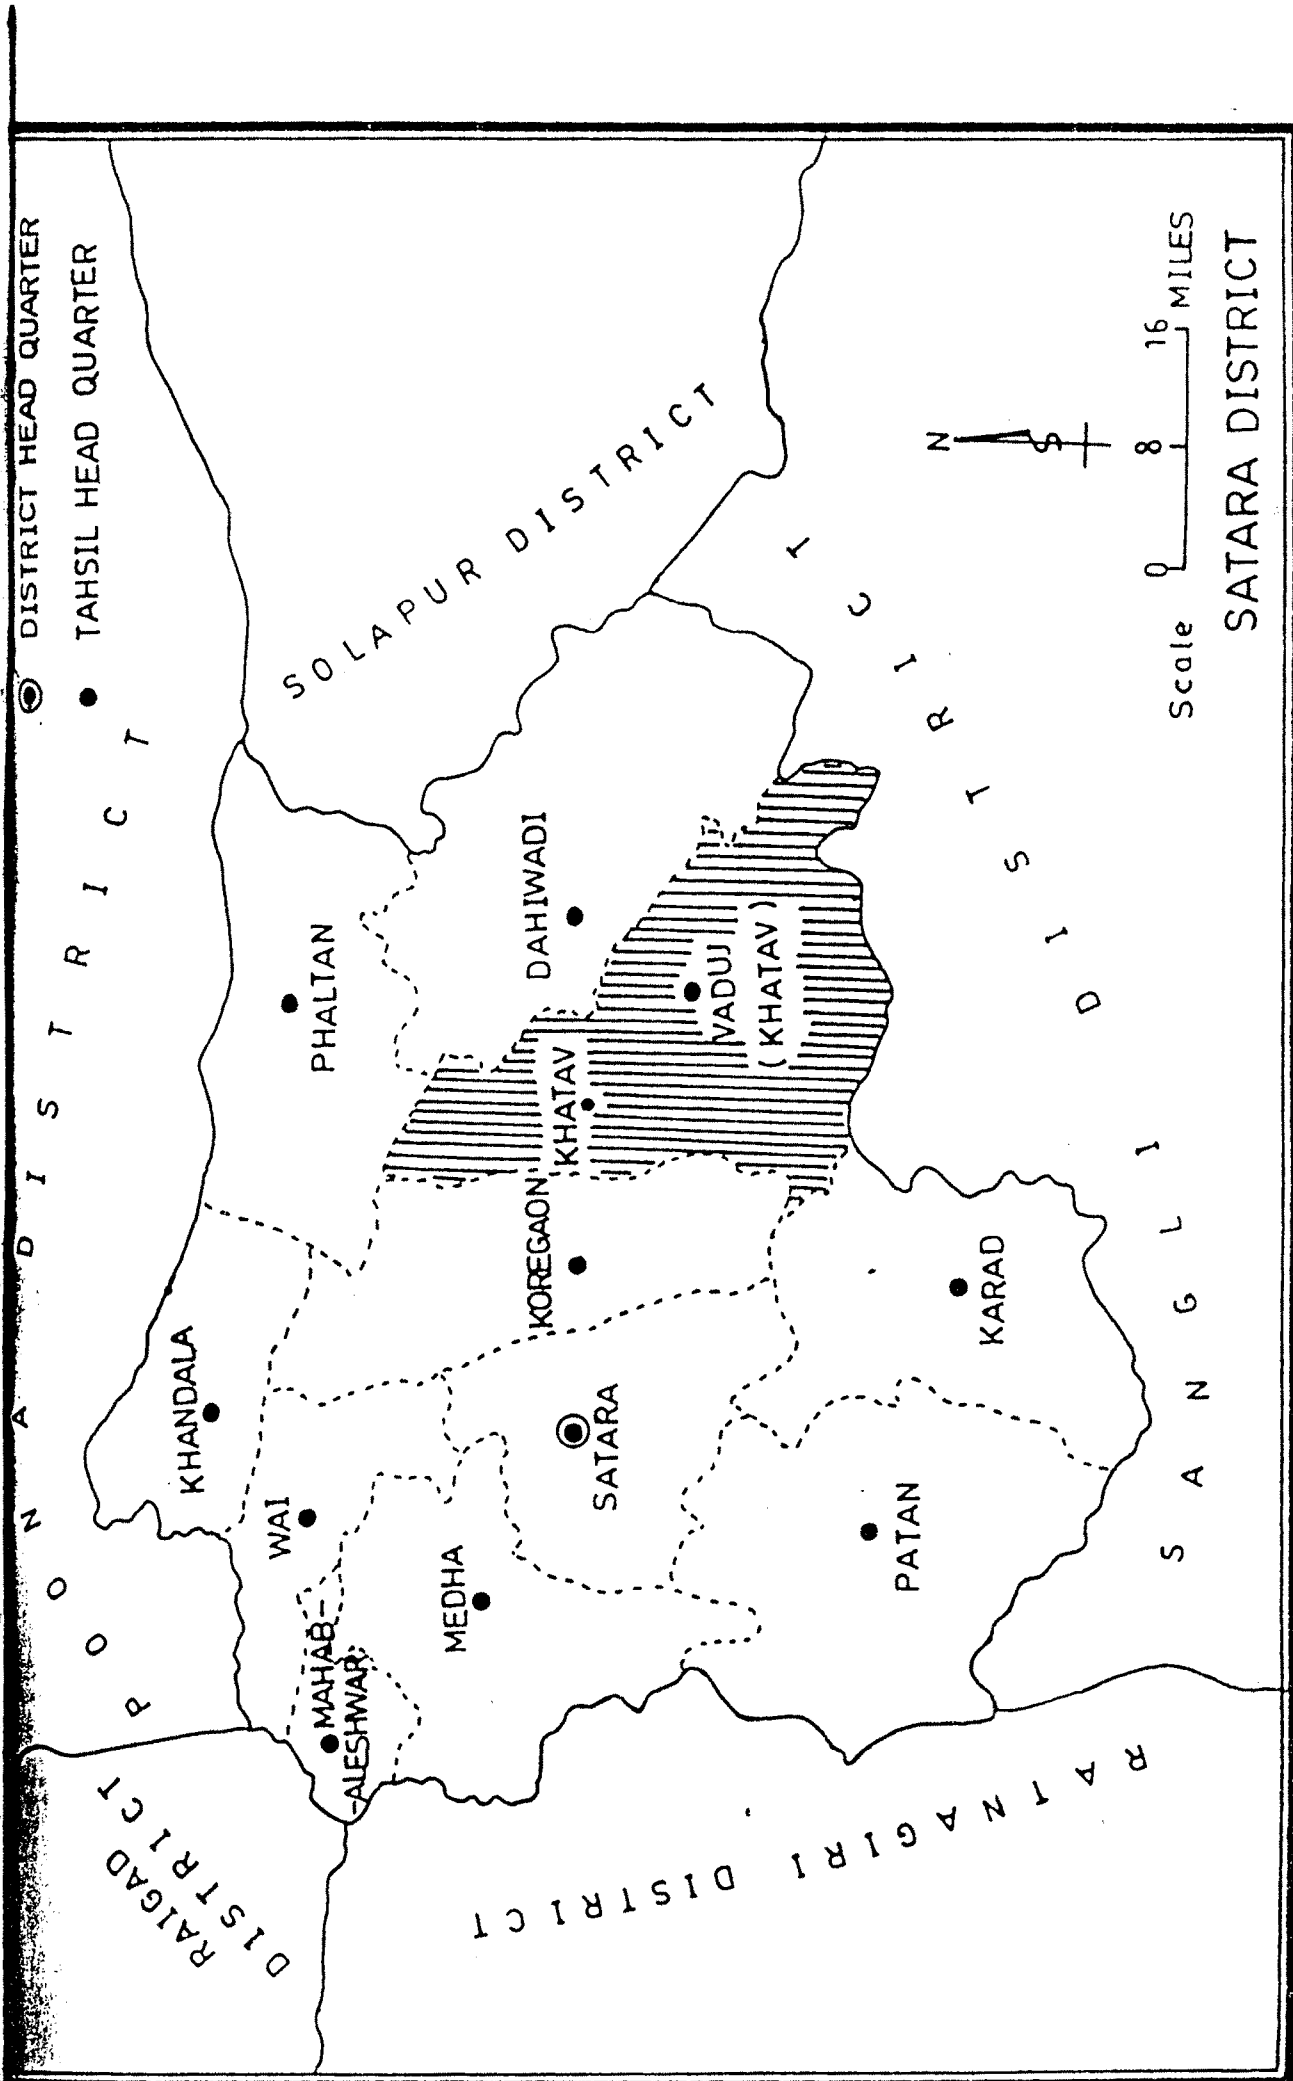 DISTRICT HEAD QUARTER
TAHSIL HEAD QUARTER
POONA DISTRICT
RAIGAD
DISTRICT
SOLAPUR DISTRICT
KHANDALA
PHALTAN
WAI
MAHAB-
-ALESHWAR
MEDHA
SATARA
KOREGAON
KHATAV
DAHIWADI
VADUJ
(KHATAV)
PATAN
KARAD
RATNAGIRI DISTRICT
SANGLI DISTRICT
N
S
Scale 0 8 16 MILES
SATARA DISTRICT